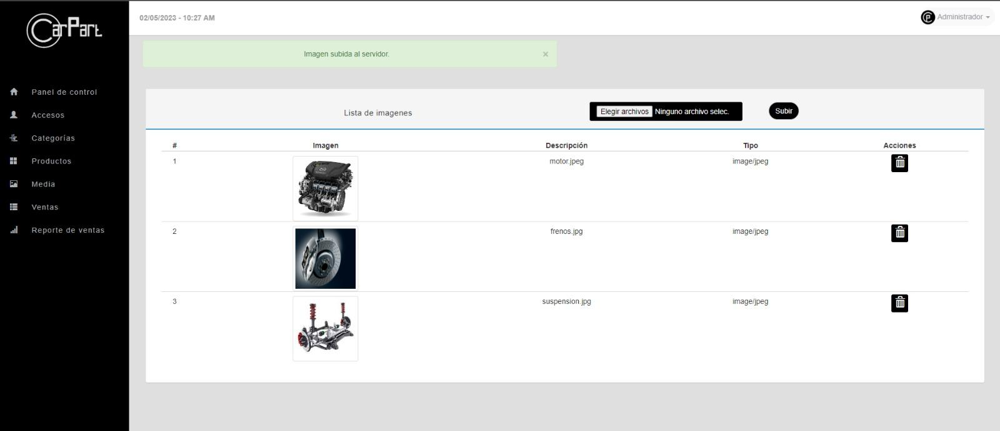 CarPart
02/05/2023 - 10:27 AM
Administrador
Imagen subida al servidor.
×
Panel de control
Accesos
Categorías
Productos
Media
Ventas
Reporte de ventas
Lista de imagenes
Elegir archivos Ninguno archivo selec.
Subir
# Imagen Descripción Tipo Acciones
1 motor.jpeg image/jpeg
2 frenos.jpg image/jpeg
3 suspension.jpg image/jpeg